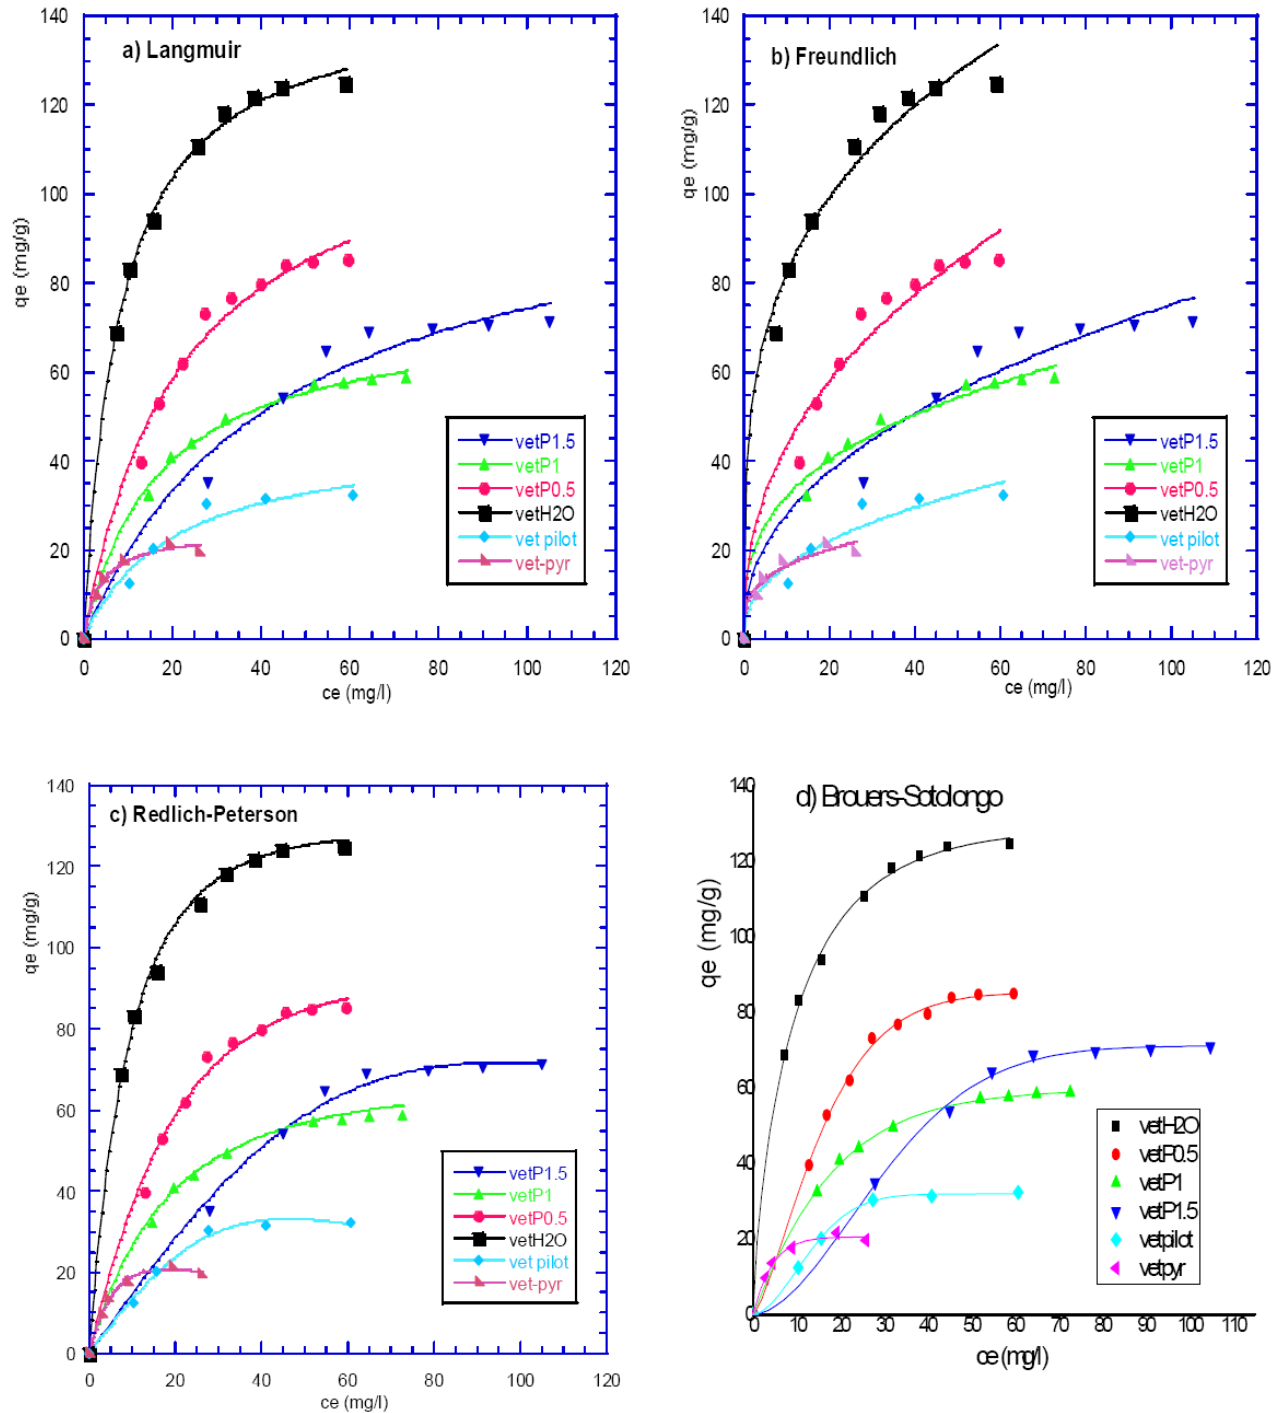 a) Langmuir
qe (mg/g)
140
120
100
80
60
40
20
0
0 20 40 60 80 100 120
ce (mg/l)
vetP1.5
vetP1
vetP0.5
vetH2O
vet pilot
vet-pyr
b) Freundlich
qe (mg/g)
140
120
100
80
60
40
20
0
0 20 40 60 80 100 120
ce (mg/l)
vetP1.5
vetP1
vetP0.5
vetH2O
vet pilot
vet-pyr
c) Redlich-Peterson
qe (mg/g)
140
120
100
80
60
40
20
0
0 20 40 60 80 100 120
ce (mg/l)
vetP1.5
vetP1
vetP0.5
vetH2O
vet pilot
vet-pyr
d) Brouers-Sotolongo
qe (mg/g)
140
120
100
80
60
40
20
0
0 10 20 30 40 50 60 70 80 90 100 110
ce (mg/l)
vetH2O
vetP0.5
vetP1
vetP1.5
vetpilot
vetpyr